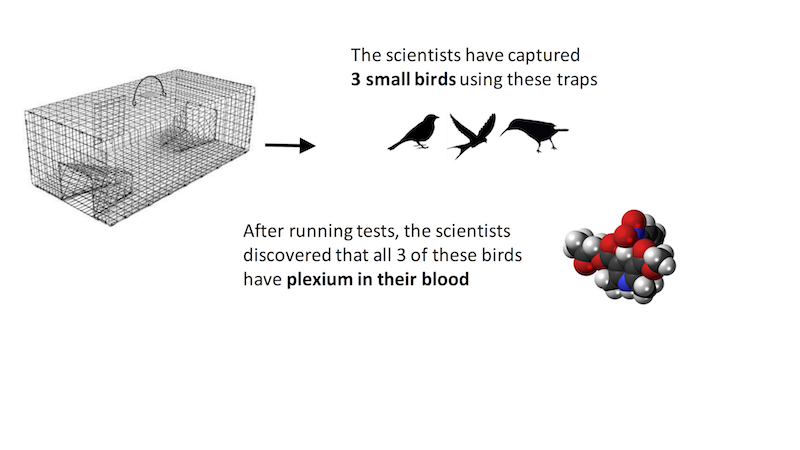 The scientists have captured
3 small birds using these traps
After running tests, the scientists
discovered that all 3 of these birds
have plexium in their blood